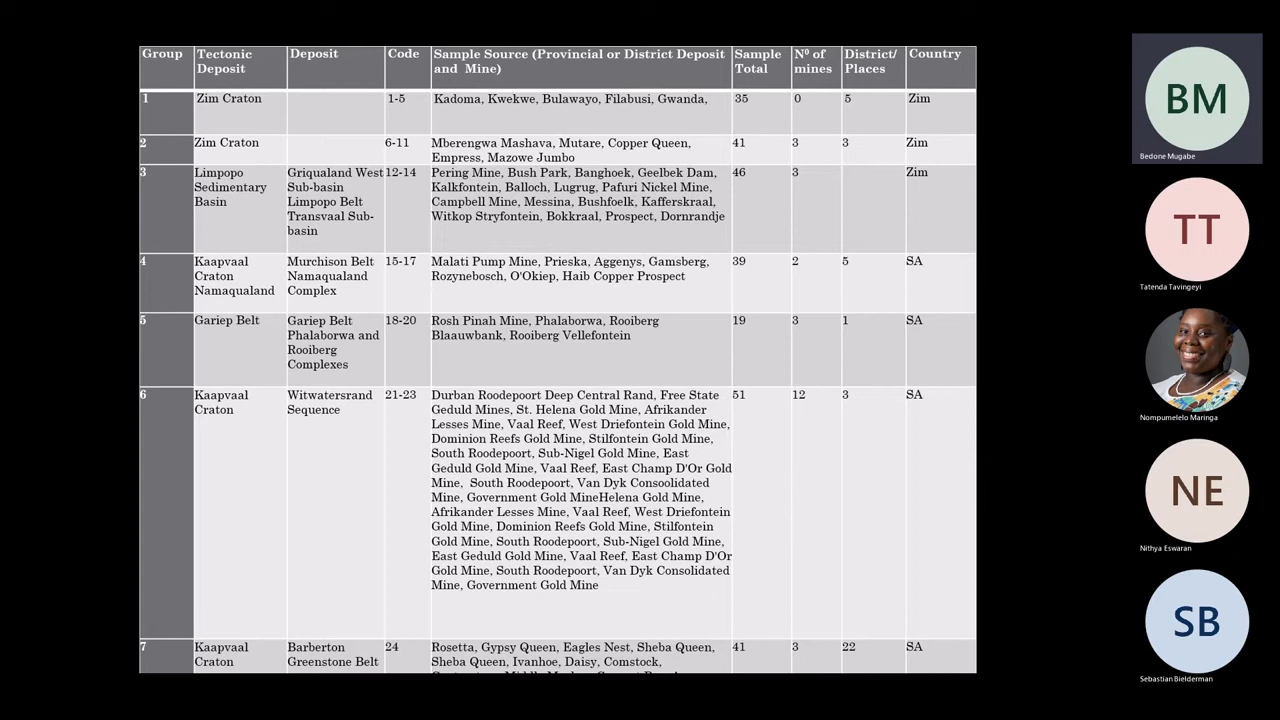 Group Tectonic Deposit Code Sample Source (Provincial or District Deposit Sample Nº of District/ Country
Deposit and Mine) Total mines Places
1 Zim Craton 1-5 Kadoma, Kwekwe, Bulawayo, Filabusi, Gwanda, 35 0 5 Zim
2 Zim Craton 6-11 Mberengwa Mashava, Mutare, Copper Queen, 41 3 3 Zim
Empress, Mazowe Jumbo
3 Limpopo Griqualand West 12-14 Pering Mine, Bush Park, Banghoek, Geelbek Dam, 46 3 Zim
Sedimentary Sub-basin Kalkfontein, Balloch, Lugrug, Pafuri Nickel Mine,
Basin Limpopo Belt Campbell Mine, Messina, Bushfoelk, Kafferskraal,
Transvaal Sub- Witkop Stryfontein, Bokkraal, Prospect, Dornrandje
basin
4 Kaapvaal Murchison Belt 15-17 Malati Pump Mine, Prieska, Aggenys, Gamsberg, 39 2 5 SA
Craton Namaqualand Rozynebosch, O'Okiep, Haib Copper Prospect
Namaqualand Complex
5 Gariep Belt Gariep Belt 18-20 Rosh Pinah Mine, Phalaborwa, Rooiberg 19 3 1 SA
Phalaborwa and Blaauwbank, Rooiberg Vellefontein
Rooiberg
Complexes
6 Kaapvaal Witwatersrand 21-23 Durban Roodepoort Deep Central Rand, Free State 51 12 3 SA
Craton Sequence Geduld Mines, St. Helena Gold Mine, Afrikander
Lesses Mine, Vaal Reef, West Driefontein Gold Mine,
Dominion Reefs Gold Mine, Stilfontein Gold Mine,
South Roodepoort, Sub-Nigel Gold Mine, East
Geduld Gold Mine, Vaal Reef, East Champ D'Or Gold
Mine, South Roodepoort, Van Dyk Consoolidated
Mine, Government Gold MineHelena Gold Mine,
Afrikander Lesses Mine, Vaal Reef, West Driefontein
Gold Mine, Dominion Reefs Gold Mine, Stilfontein
Gold Mine, South Roodepoort, Sub-Nigel Gold Mine,
East Geduld Gold Mine, Vaal Reef, East Champ D'Or
Gold Mine, South Roodepoort, Van Dyk Consolidated
Mine, Government Gold Mine
7 Kaapvaal Barberton 24 Rosetta, Gypsy Queen, Eagles Nest, Sheba Queen, 41 3 22 SA
Craton Greenstone Belt Sheba Queen, Ivanhoe, Daisy, Comstock,
BM
Bedone Mugabe
TT
Tatenda Tavingeyi
Nompumelelo Maringa
NE
Nithya Eswaran
SB
Sebastian Bielderman